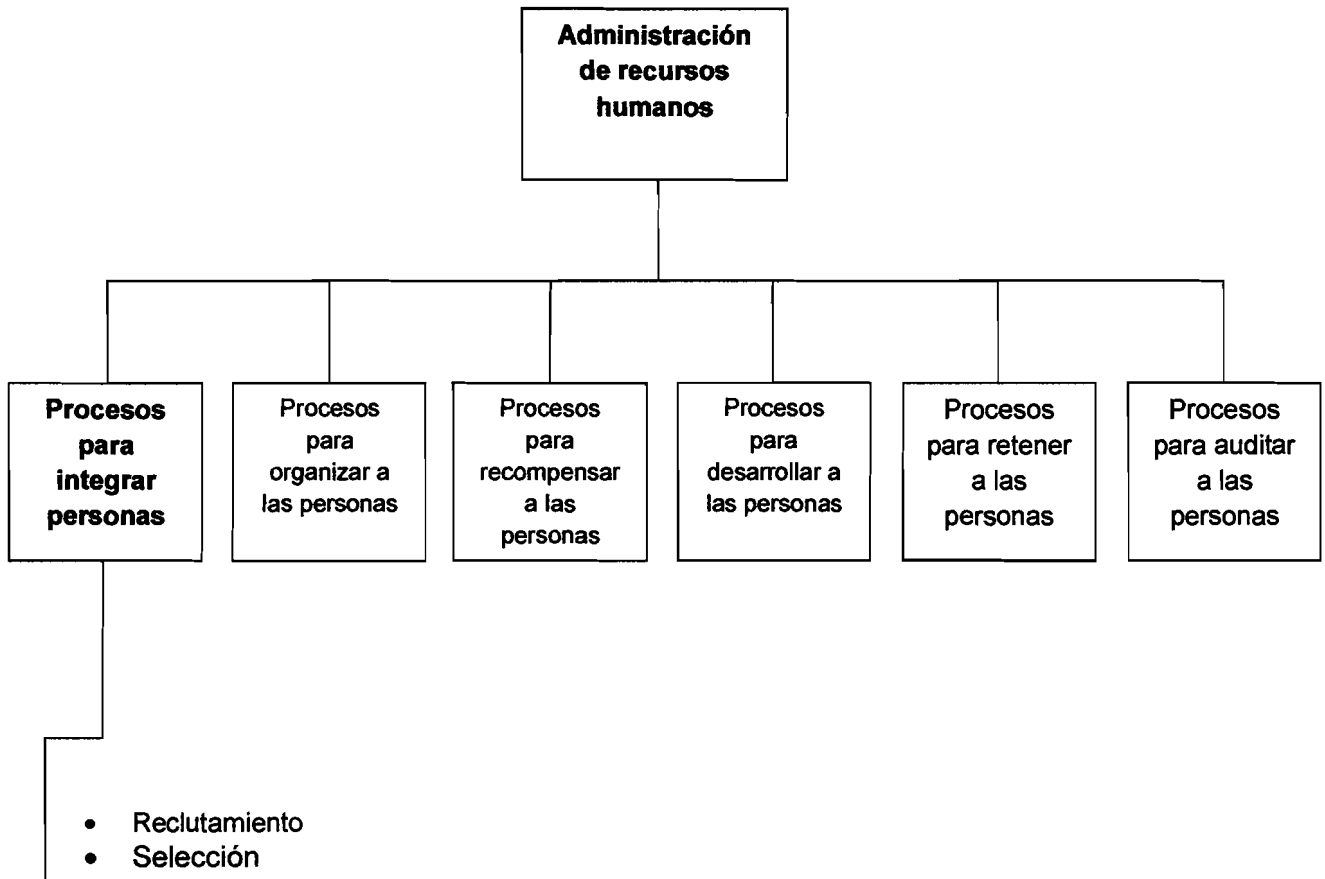 Administración
de recursos
humanos
Procesos
para
integrar
personas
Procesos
para
organizar a
las personas
Procesos
para
recompensar
a las
personas
Procesos
para
desarrollar a
las personas
Procesos
para retener
a las
personas
Procesos
para auditar
a las
personas
• Reclutamiento
• Selección